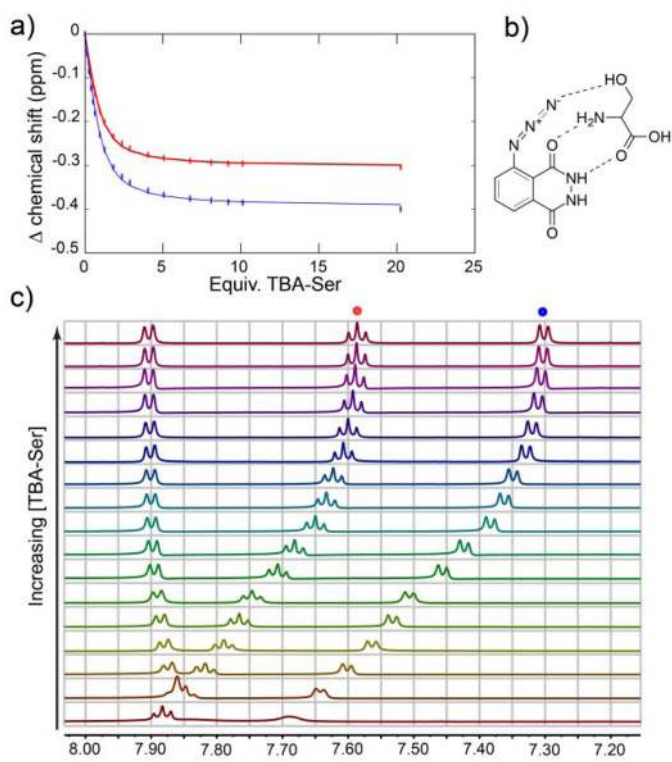 a)
0
-0.1
-0.2
-0.3
-0.4
-0.5
Δ chemical shift (ppm)
0 5 10 15 20 25
Equiv. TBA-Ser
b)
N⁻
N⁺
N
HO
H₂N
OH
O
O
NH
NH
O
c)
Increasing [TBA-Ser]
8.00 7.90 7.80 7.70 7.60 7.50 7.40 7.30 7.20